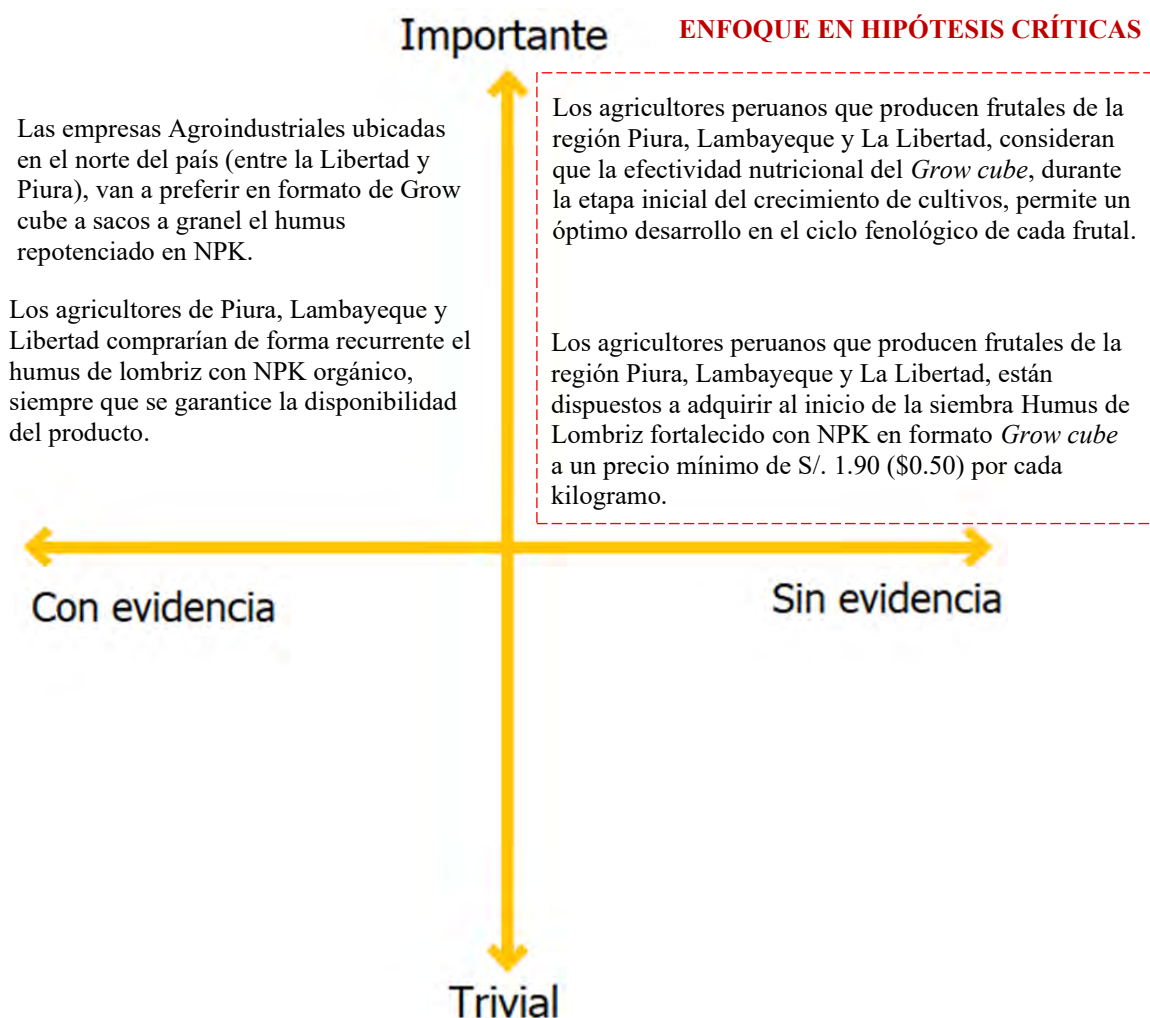 Importante
ENFOQUE EN HIPÓTESIS CRÍTICAS
Las empresas Agroindustriales ubicadas
en el norte del país (entre la Libertad y
Piura), van a preferir en formato de Grow
cube a sacos a granel el humus
repotenciado en NPK.
Los agricultores de Piura, Lambayeque y
Libertad comprarían de forma recurrente el
humus de lombriz con NPK orgánico,
siempre que se garantice la disponibilidad
del producto.
Los agricultores peruanos que producen frutales de la
región Piura, Lambayeque y La Libertad, consideran
que la efectividad nutricional del Grow cube, durante
la etapa inicial del crecimiento de cultivos, permite un
óptimo desarrollo en el ciclo fenológico de cada frutal.
Los agricultores peruanos que producen frutales de la
región Piura, Lambayeque y La Libertad, están
dispuestos a adquirir al inicio de la siembra Humus de
Lombriz fortalecido con NPK en formato Grow cube
a un precio mínimo de S/. 1.90 ($0.50) por cada
kilogramo.
Con evidencia
Sin evidencia
Trivial